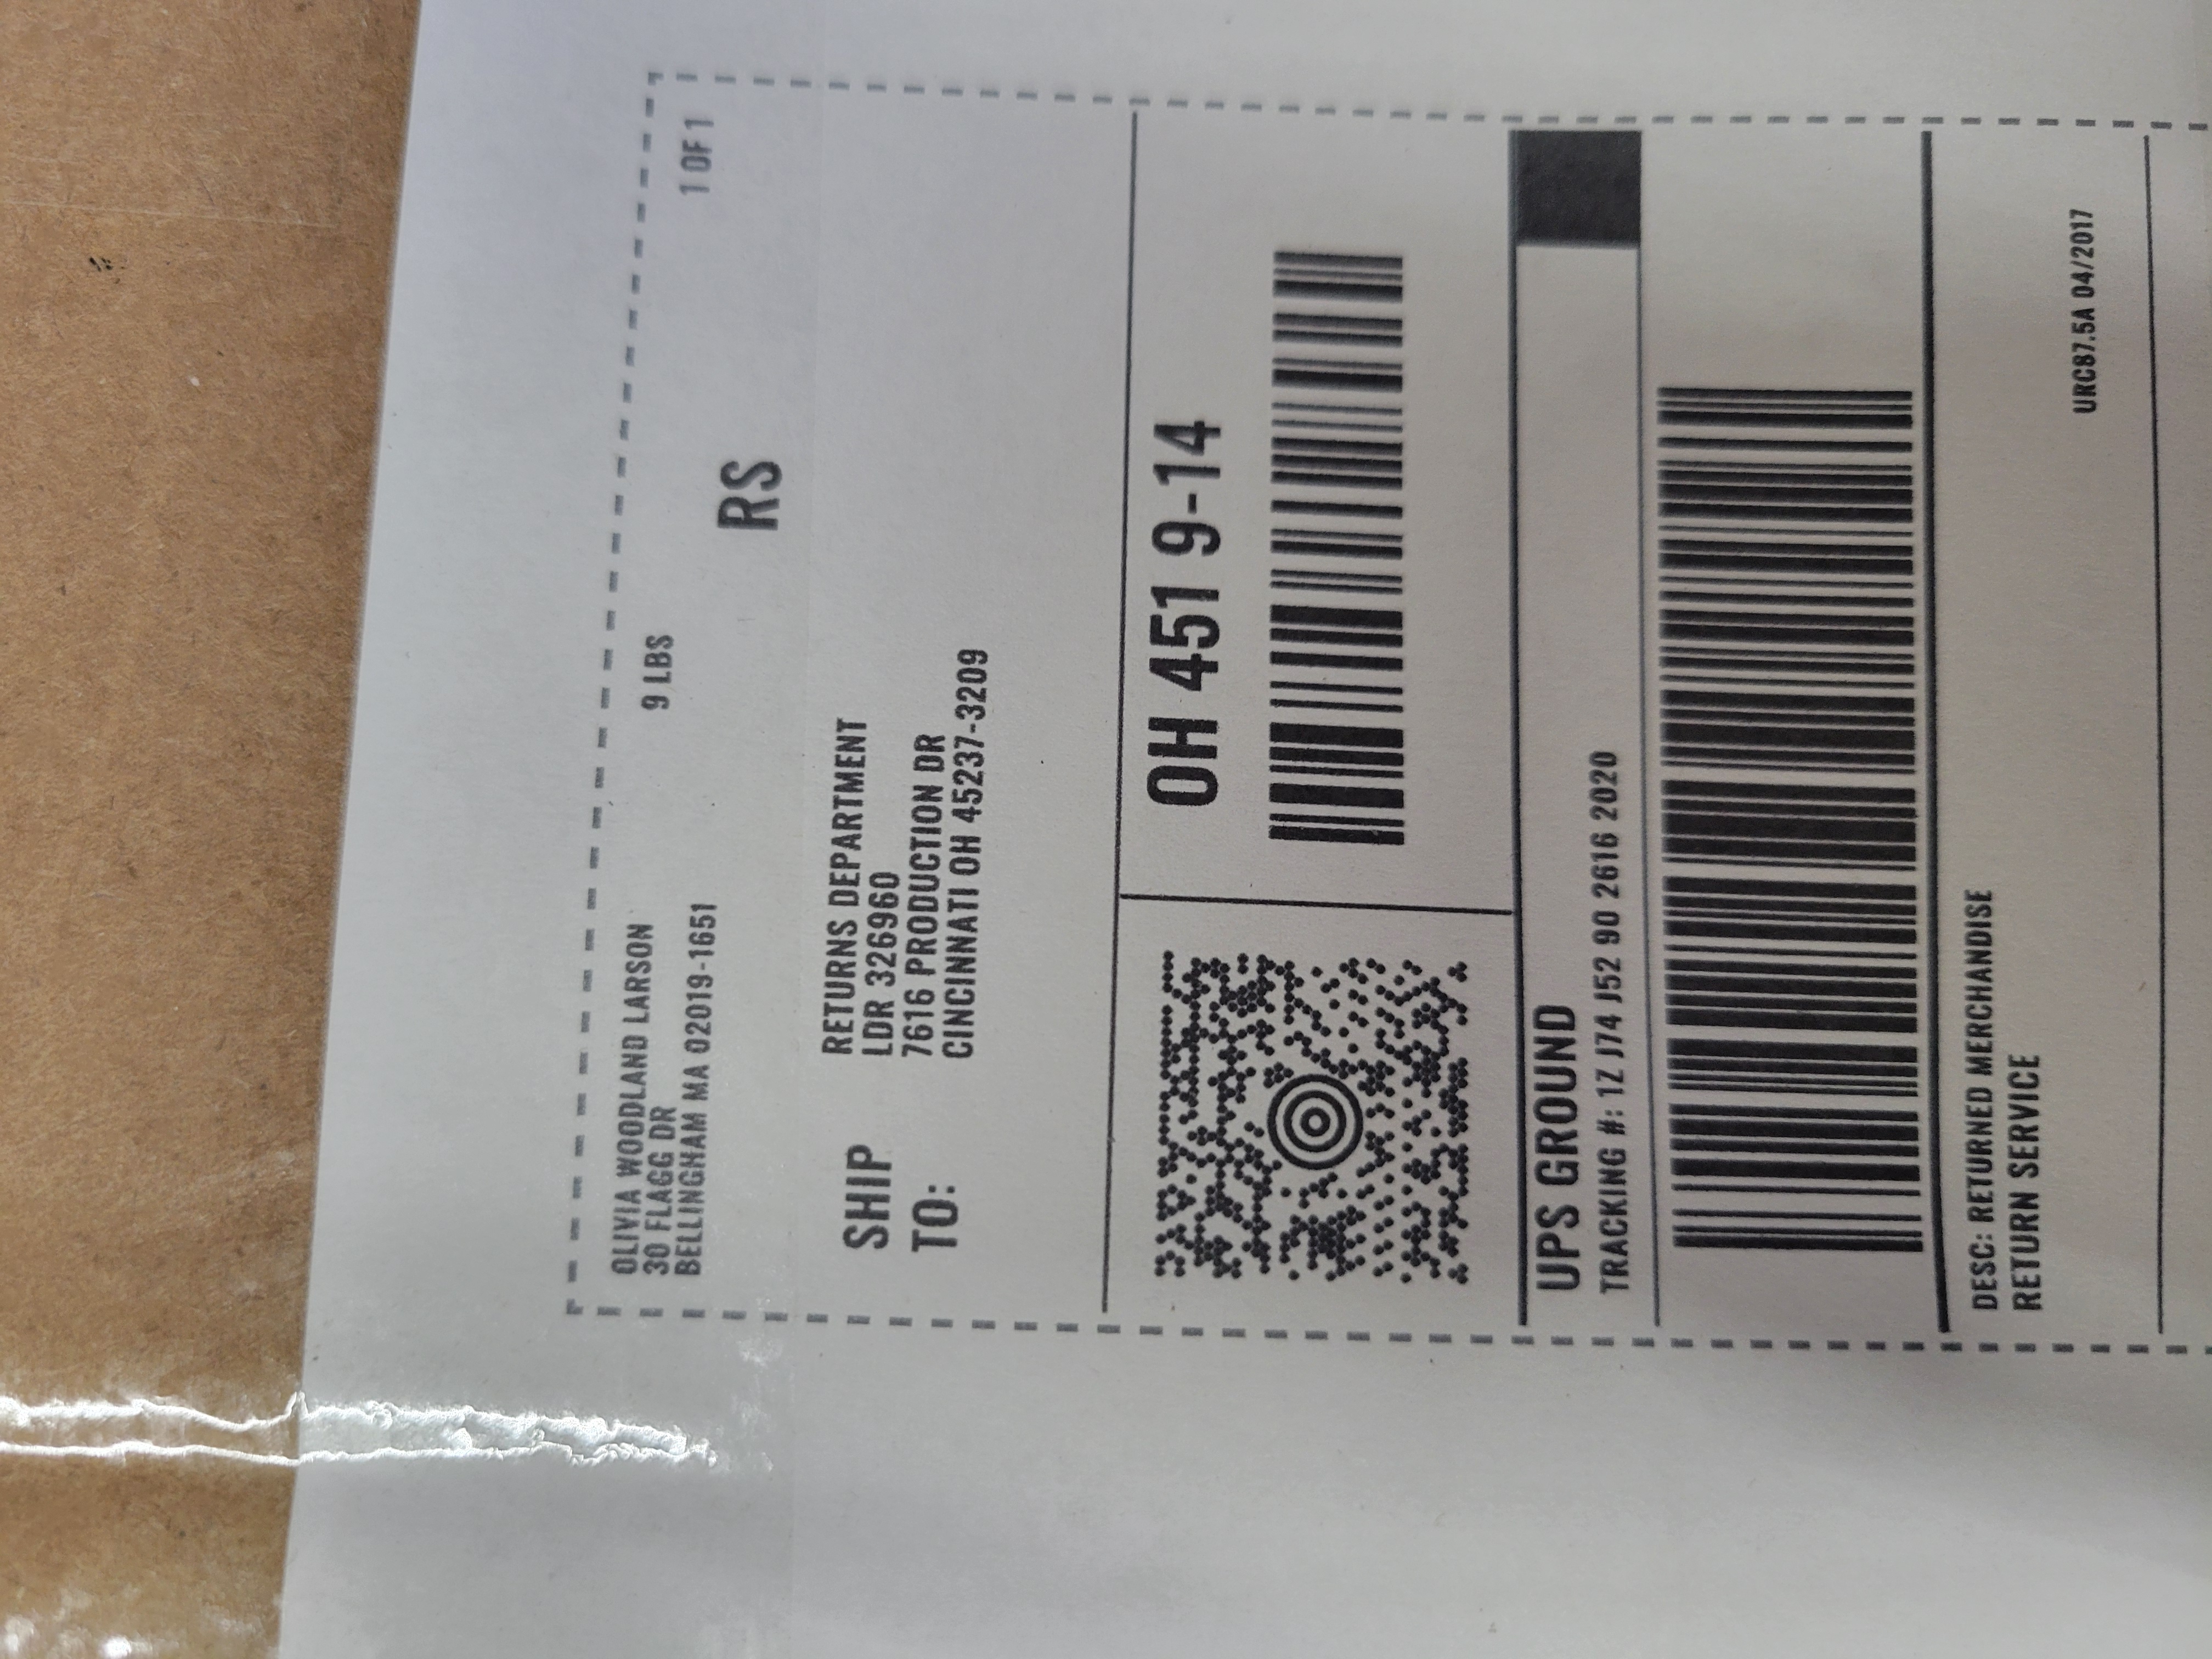 OLIVIA WOODLAND LARSON
30 FLAGG DR
BELLINGHAM MA 02019-1651
9 LBS
1 OF 1
RS
SHIP
TO:
RETURNS DEPARTMENT
LDR 326960
7616 PRODUCTION DR
CINCINNATI OH 45237-3209
OH 451 9-14
UPS GROUND
TRACKING #: 1Z J74 J52 90 2616 2020
DESC: RETURNED MERCHANDISE
RETURN SERVICE
URC87.5A 04/2017